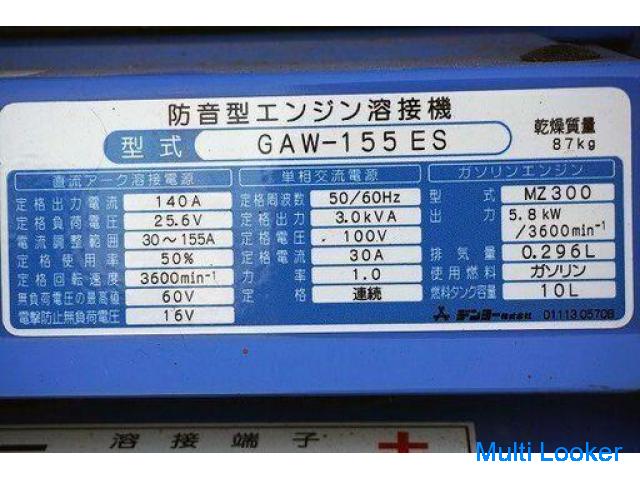 防音型エンジン溶接機
型式 GAW-155ES
乾燥質量
87kg
直流アーク溶接電源
定格出力電流 140A
定格負荷電圧 25.6V
電流調整範囲 30～155A
定格使用率 50%
定格回転速度 3600min⁻¹
無負荷電圧の最高値 60V
電撃防止無負荷電圧 16V
単相交流電源
定格周波数 50/60Hz
定格出力 3.0kVA
定格電圧 100V
定格電流 30A
力率 1.0
定格 連続
ガソリンエンジン
型式 MZ300
出力 5.8kW
/3600min⁻¹
排気量 0.296L
使用燃料 ガソリン
燃料タンク容量 10L
デンヨー株式会社 01113 05708
溶接端子
Multi Looker